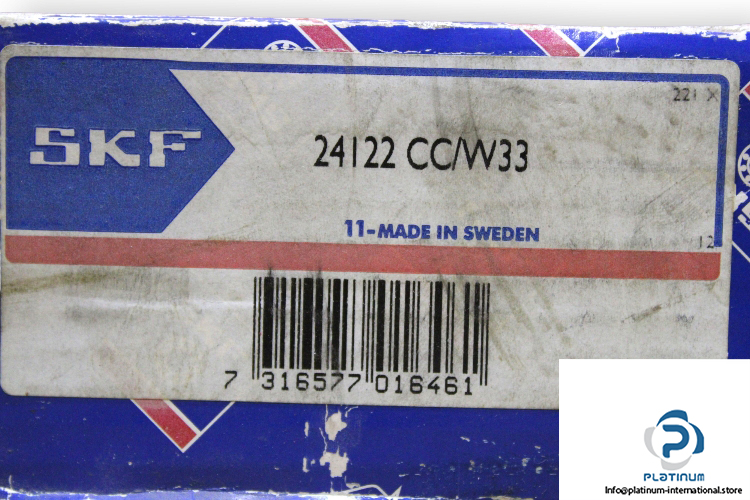 SKF
221 X
24122 CC/W33
11-MADE IN SWEDEN
12
7 316577 016461
PLATINUM
Info@platinum-international.store